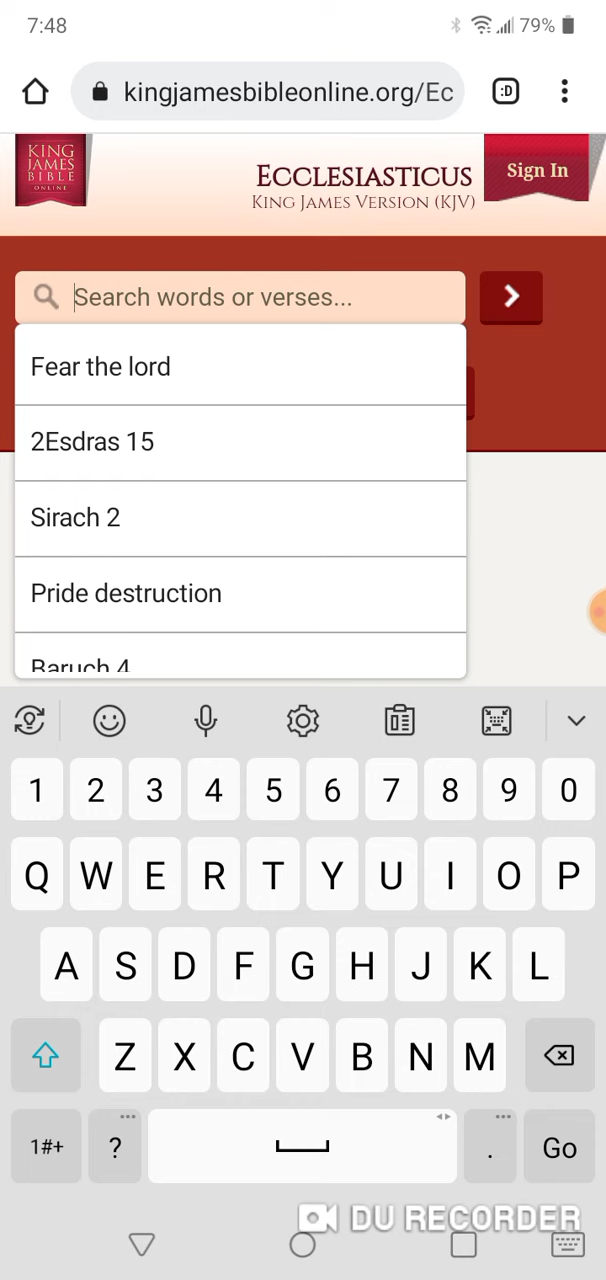 7:48
79%
kingjamesbibleonline.org/Ec
:D
KING
JAMES
BIBLE
ONLINE
ECCLESIASTICUS
KING JAMES VERSION (KJV)
Sign In
Search words or verses...
Fear the lord
2Esdras 15
Sirach 2
Pride destruction
Baruch 4
1 2 3 4 5 6 7 8 9 0
Q W E R T Y U I O P
A S D F G H J K L
Z X C V B N M
1#+ ? . Go
DU RECORDER